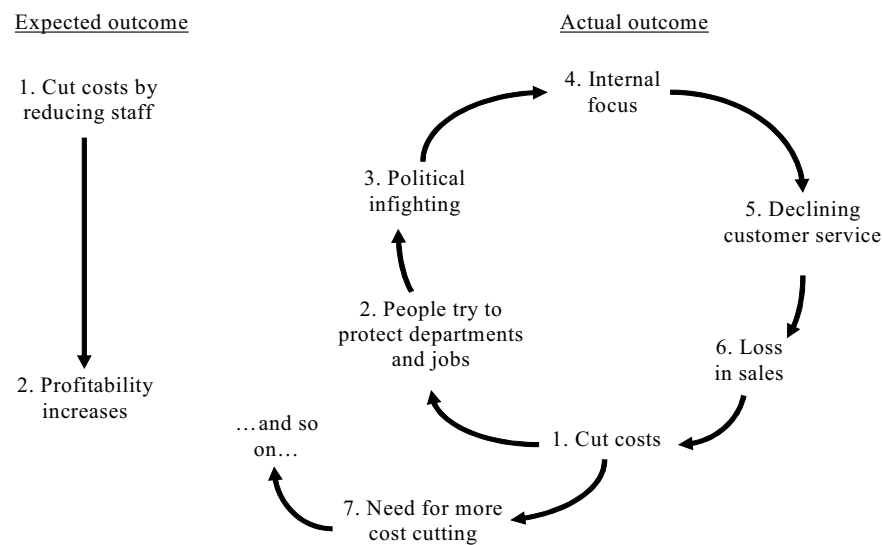 Expected outcome
1. Cut costs by
reducing staff
2. Profitability
increases
Actual outcome
1. Cut costs
2. People try to
protect departments
and jobs
3. Political
infighting
4. Internal
focus
5. Declining
customer service
6. Loss
in sales
7. Need for more
cost cutting
…and so
on…